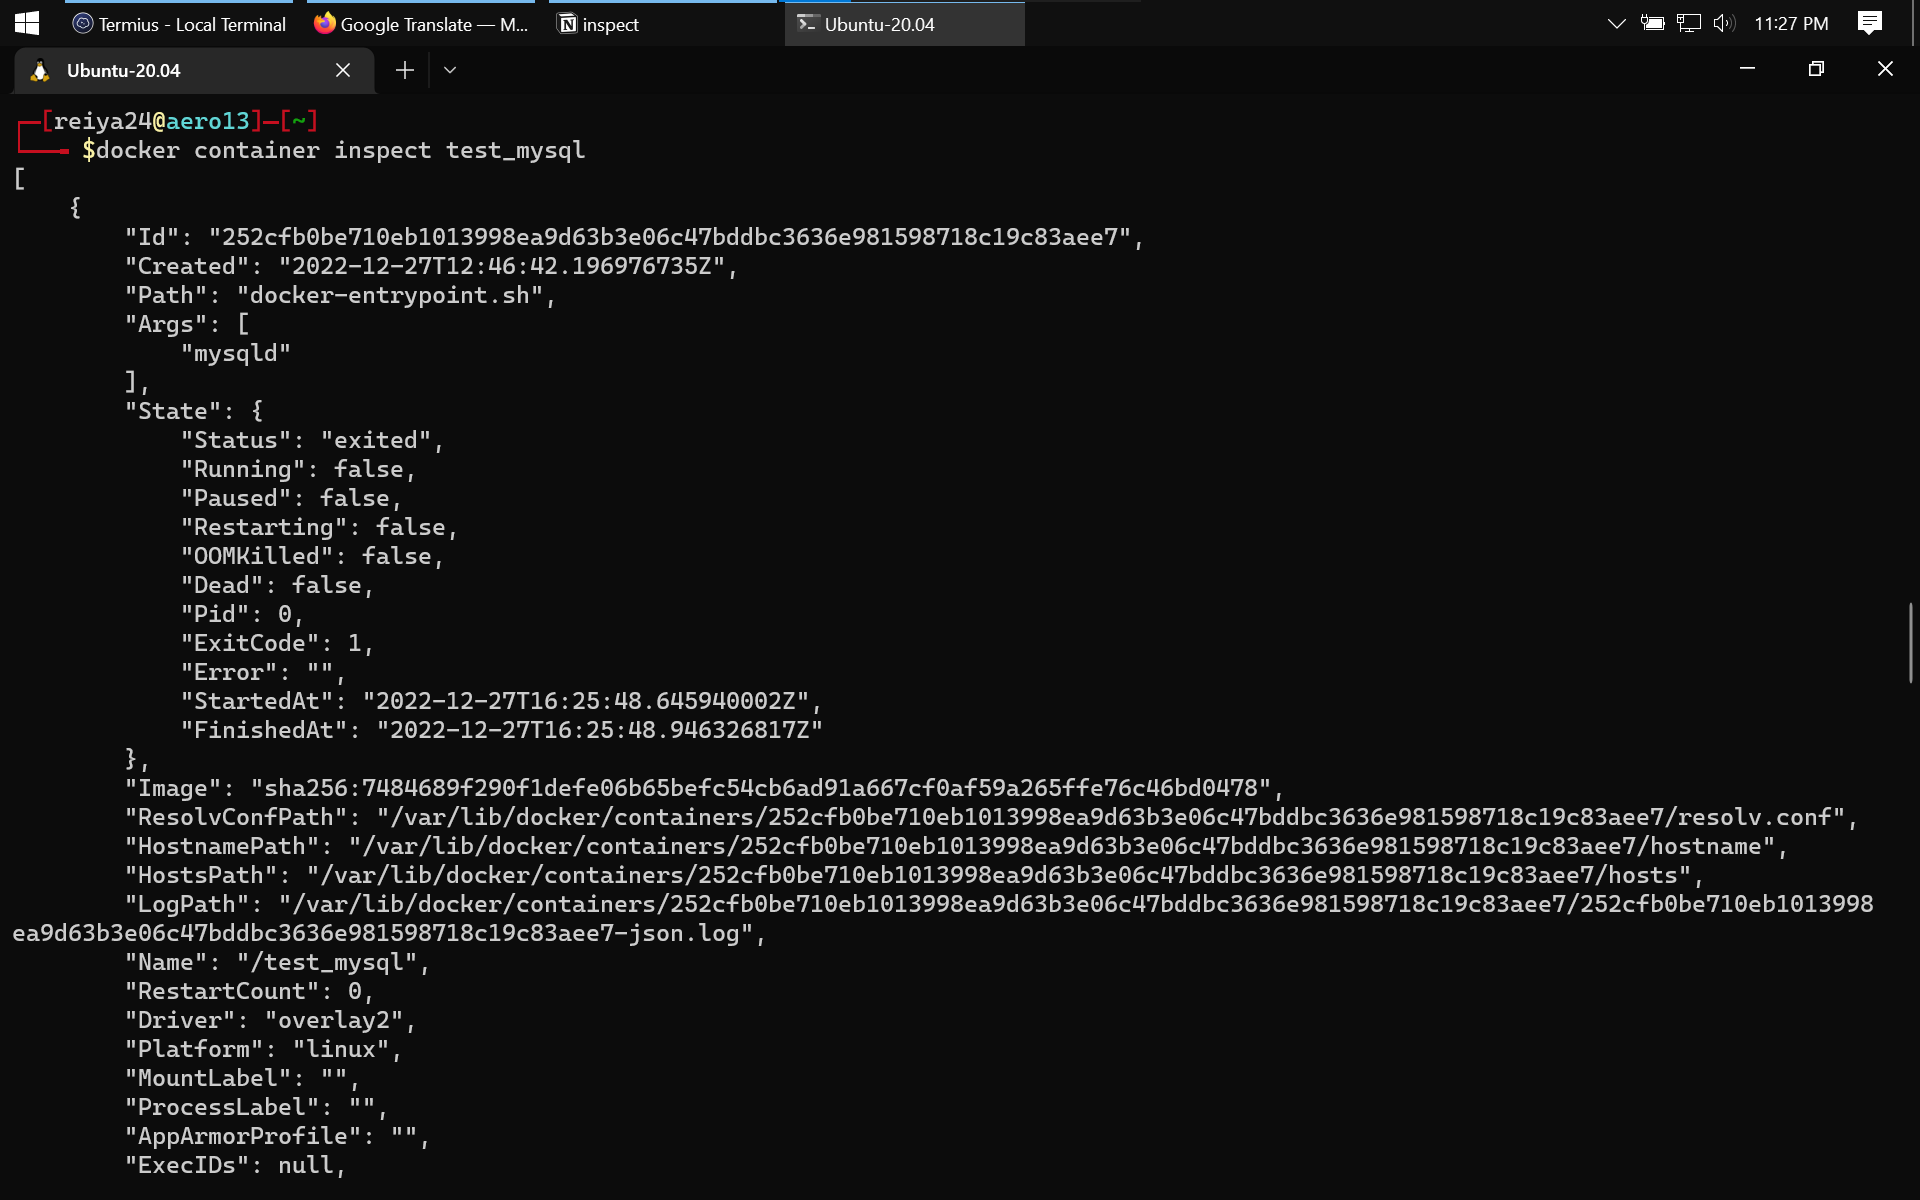 Termius - Local Terminal
Google Translate — M...
inspect
Ubuntu-20.04
11:27 PM
Ubuntu-20.04
[reiya24@aero13]-[~]
$docker container inspect test_mysql
[
    {
        "Id": "252cfb0be710eb1013998ea9d63b3e06c47bddbc3636e981598718c19c83aee7",
        "Created": "2022-12-27T12:46:42.196976735Z",
        "Path": "docker-entrypoint.sh",
        "Args": [
            "mysqld"
        ],
        "State": {
            "Status": "exited",
            "Running": false,
            "Paused": false,
            "Restarting": false,
            "OOMKilled": false,
            "Dead": false,
            "Pid": 0,
            "ExitCode": 1,
            "Error": "",
            "StartedAt": "2022-12-27T16:25:48.645940002Z",
            "FinishedAt": "2022-12-27T16:25:48.946326817Z"
        },
        "Image": "sha256:7484689f290f1defe06b65befc54cb6ad91a667cf0af59a265ffe76c46bd0478",
        "ResolvConfPath": "/var/lib/docker/containers/252cfb0be710eb1013998ea9d63b3e06c47bddbc3636e981598718c19c83aee7/resolv.conf",
        "HostnamePath": "/var/lib/docker/containers/252cfb0be710eb1013998ea9d63b3e06c47bddbc3636e981598718c19c83aee7/hostname",
        "HostsPath": "/var/lib/docker/containers/252cfb0be710eb1013998ea9d63b3e06c47bddbc3636e981598718c19c83aee7/hosts",
        "LogPath": "/var/lib/docker/containers/252cfb0be710eb1013998ea9d63b3e06c47bddbc3636e981598718c19c83aee7/252cfb0be710eb1013998
ea9d63b3e06c47bddbc3636e981598718c19c83aee7-json.log",
        "Name": "/test_mysql",
        "RestartCount": 0,
        "Driver": "overlay2",
        "Platform": "linux",
        "MountLabel": "",
        "ProcessLabel": "",
        "AppArmorProfile": "",
        "ExecIDs": null,